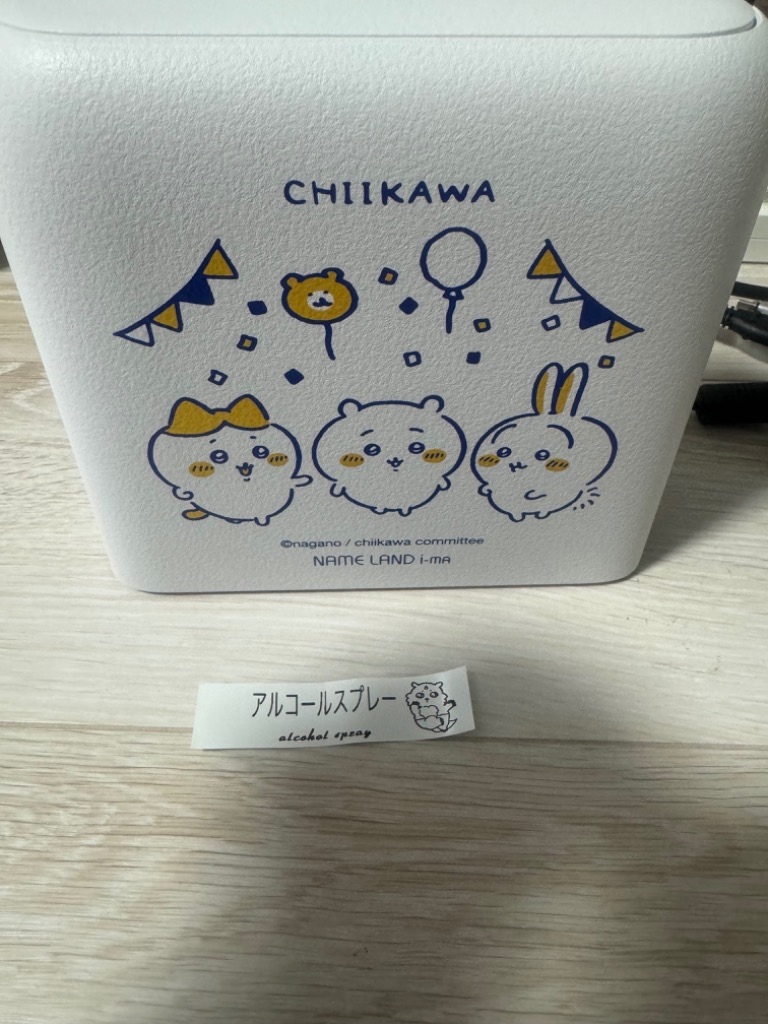 CHIIKAWA
©nagano / chiikawa committee
NAME LAND i-ma
アルコールスプレー
alcohol spray